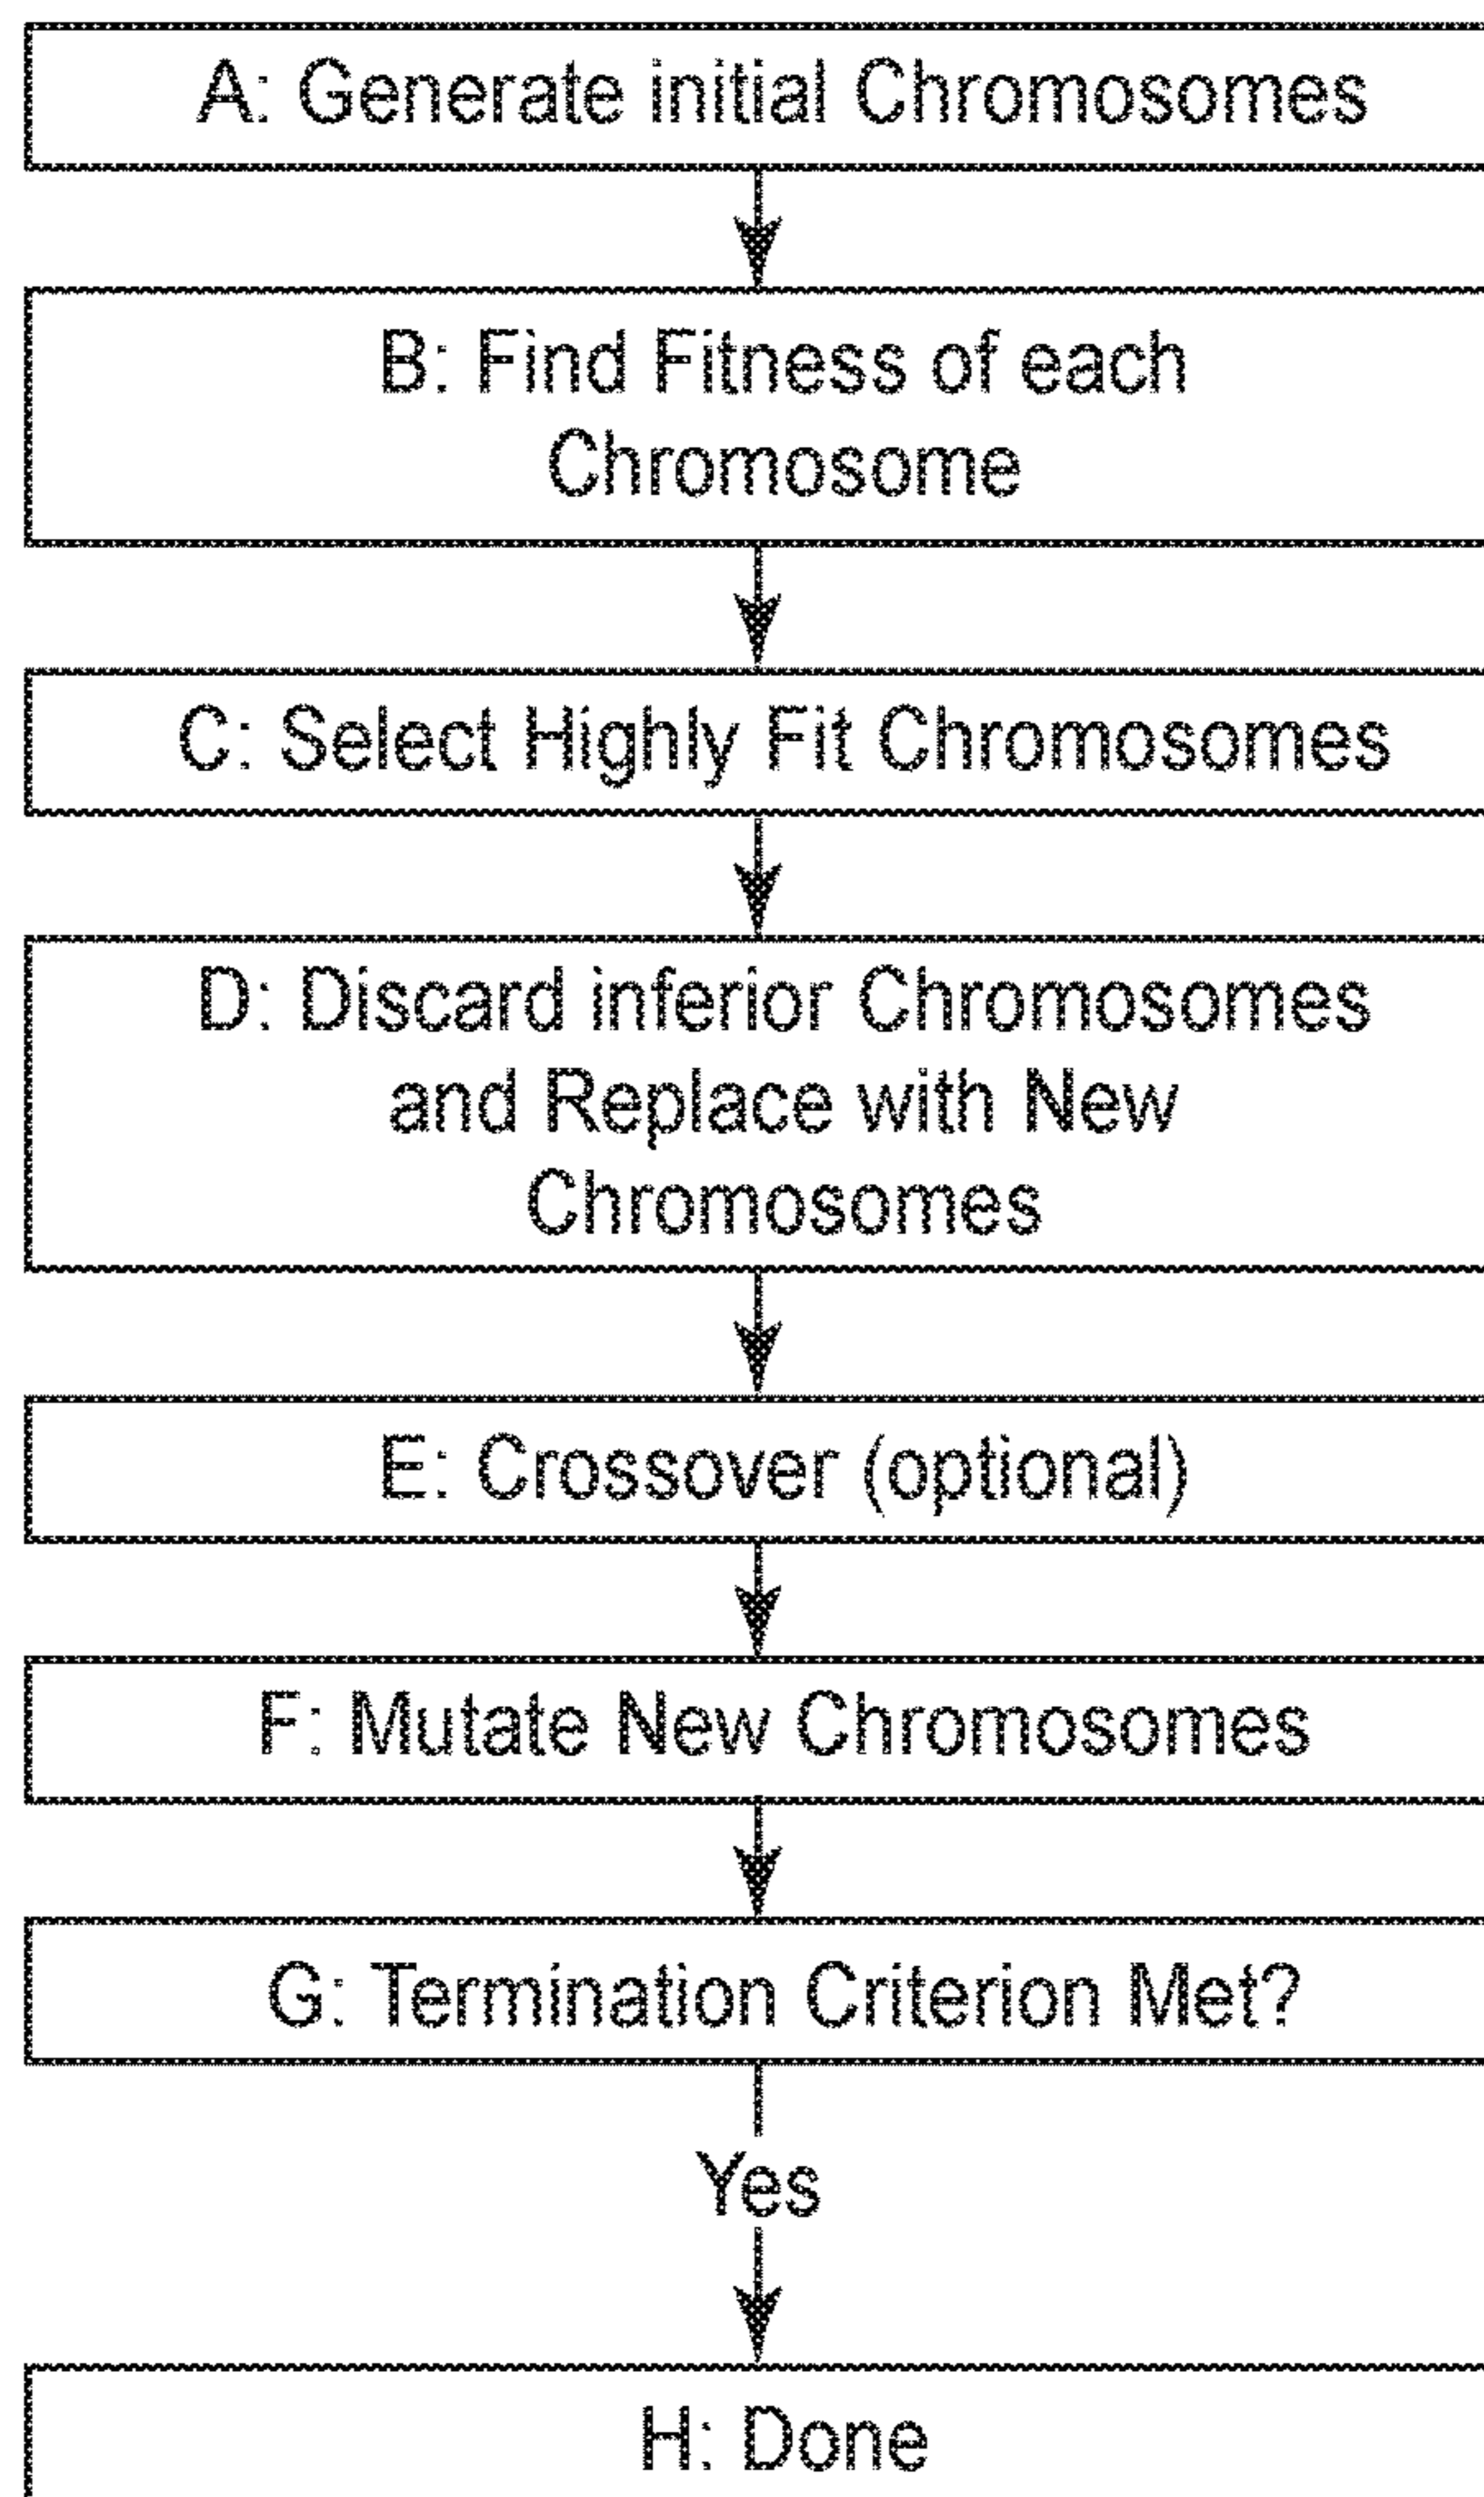 A: Generate initial Chromosomes
B: Find Fitness of each
Chromosome
C: Select Highly Fit Chromosomes
D: Discard inferior Chromosomes
and Replace with New
Chromosomes
E: Crossover (optional)
F: Mutate New Chromosomes
G: Termination Criterion Met?
Yes
H: Done